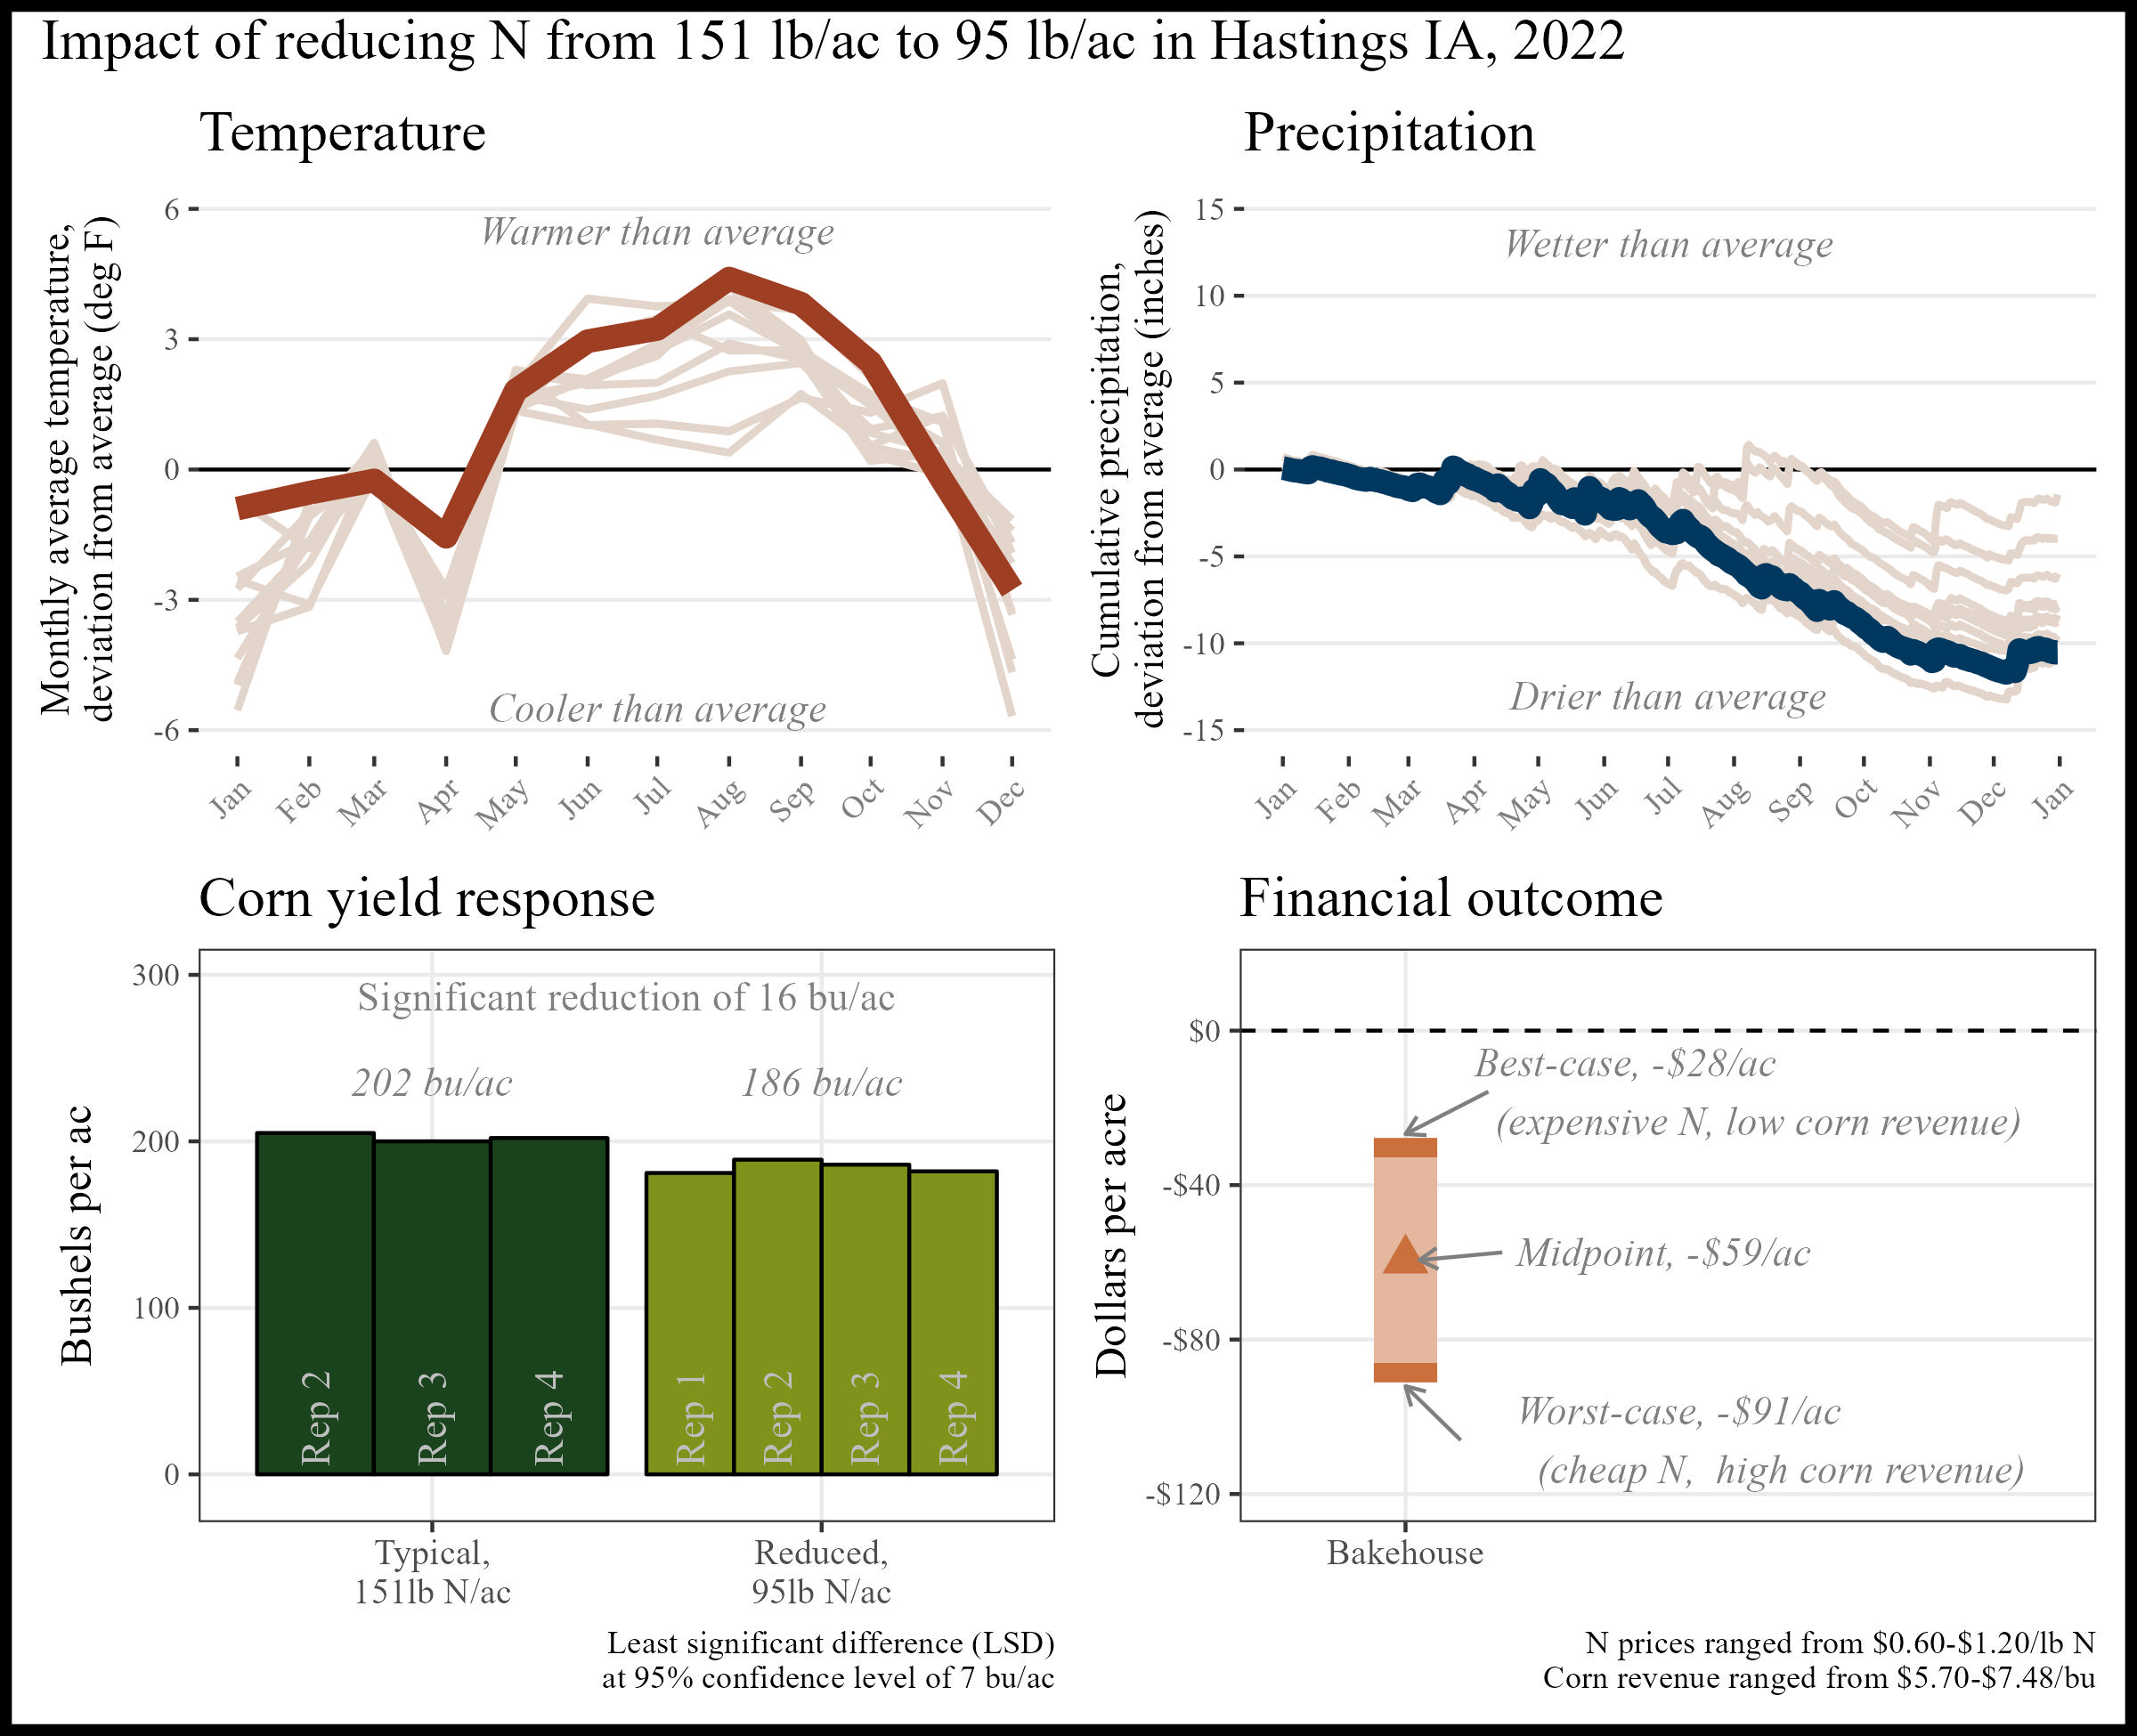 Impact of reducing N from 151 lb/ac to 95 lb/ac in Hastings IA, 2022
Temperature
Monthly average temperature,
deviation from average (deg F)
6
3
0
-3
-6
Warmer than average
Cooler than average
Jan
Feb
Mar
Apr
May
Jun
Jul
Aug
Sep
Oct
Nov
Dec
Precipitation
Cumulative precipitation,
deviation from average (inches)
15
10
5
0
-5
-10
-15
Wetter than average
Drier than average
Jan
Feb
Mar
Apr
May
Jun
Jul
Aug
Sep
Oct
Nov
Dec
Jan
Corn yield response
Bushels per ac
300
200
100
0
Significant reduction of 16 bu/ac
202 bu/ac
186 bu/ac
Rep 2
Rep 3
Rep 4
Rep 1
Rep 2
Rep 3
Rep 4
Typical,
151lb N/ac
Reduced,
95lb N/ac
Least significant difference (LSD)
at 95% confidence level of 7 bu/ac
Financial outcome
Dollars per acre
$0
-$40
-$80
-$120
Best-case, -$28/ac
(expensive N, low corn revenue)
Midpoint, -$59/ac
Worst-case, -$91/ac
(cheap N,  high corn revenue)
Bakehouse
N prices ranged from $0.60-$1.20/lb N
Corn revenue ranged from $5.70-$7.48/bu